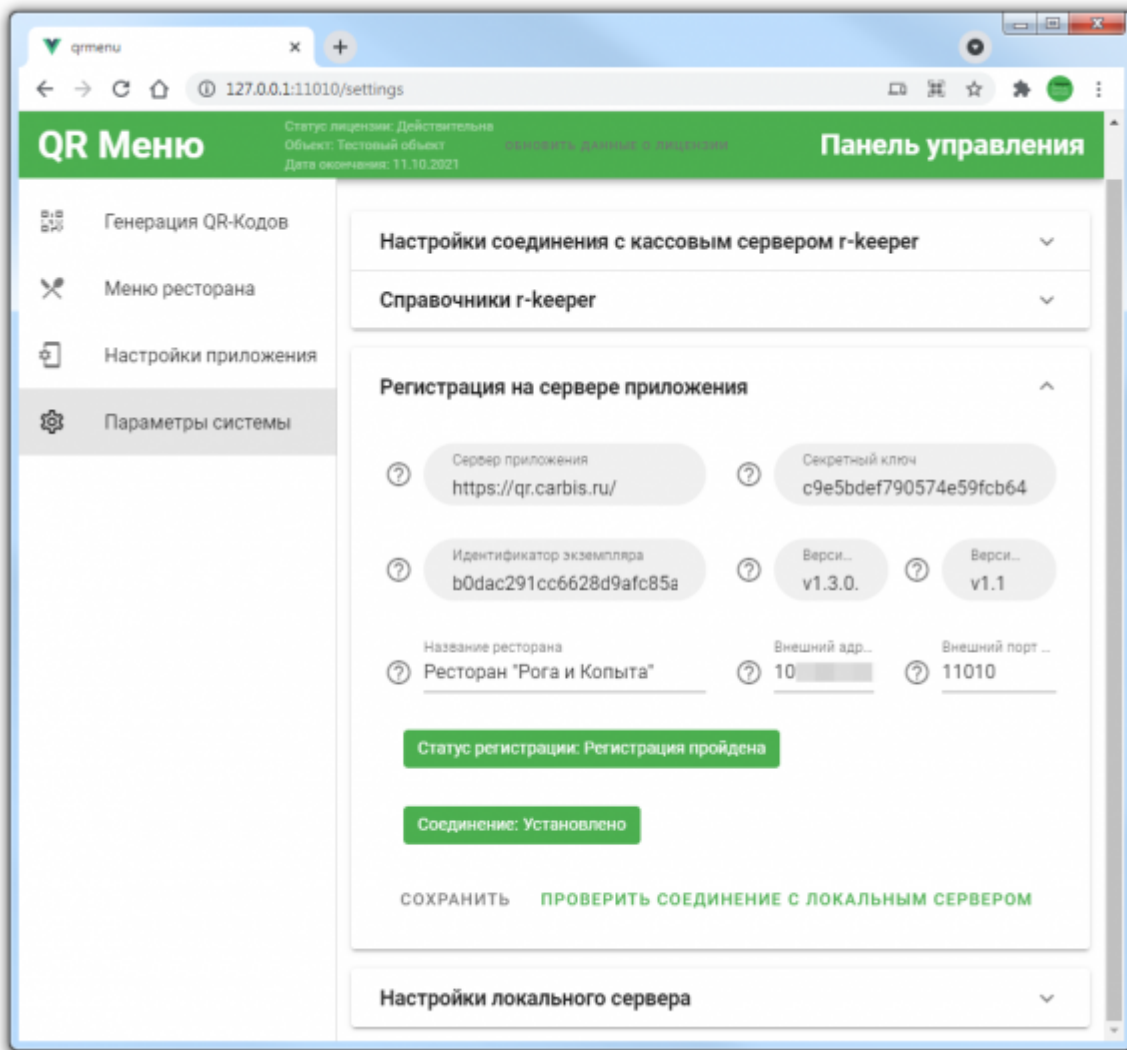 qrmenu
127.0.0.1:11010/settings
QR Меню
Статус лицензии: Действительна
Объект: Тестовый объект
Дата окончания: 11.10.2021
ОБНОВИТЬ ДАННЫЕ О ЛИЦЕНЗИИ
Панель управления
Генерация QR-Кодов
Меню ресторана
Настройки приложения
Параметры системы
Настройки соединения с кассовым сервером r-keeper
Справочники r-keeper
Регистрация на сервере приложения
Сервер приложения
https://qr.carbis.ru/
Секретный ключ
c9e5bdef790574e59fcb64
Идентификатор экземпляра
b0dac291cc6628d9afc85a
Верси...
v1.3.0.
Верси...
v1.1
Название ресторана
Ресторан "Рога и Копыта"
Внешний адр...
10
Внешний порт ...
11010
Статус регистрации: Регистрация пройдена
Соединение: Установлено
СОХРАНИТЬ
ПРОВЕРИТЬ СОЕДИНЕНИЕ С ЛОКАЛЬНЫМ СЕРВЕРОМ
Настройки локального сервера